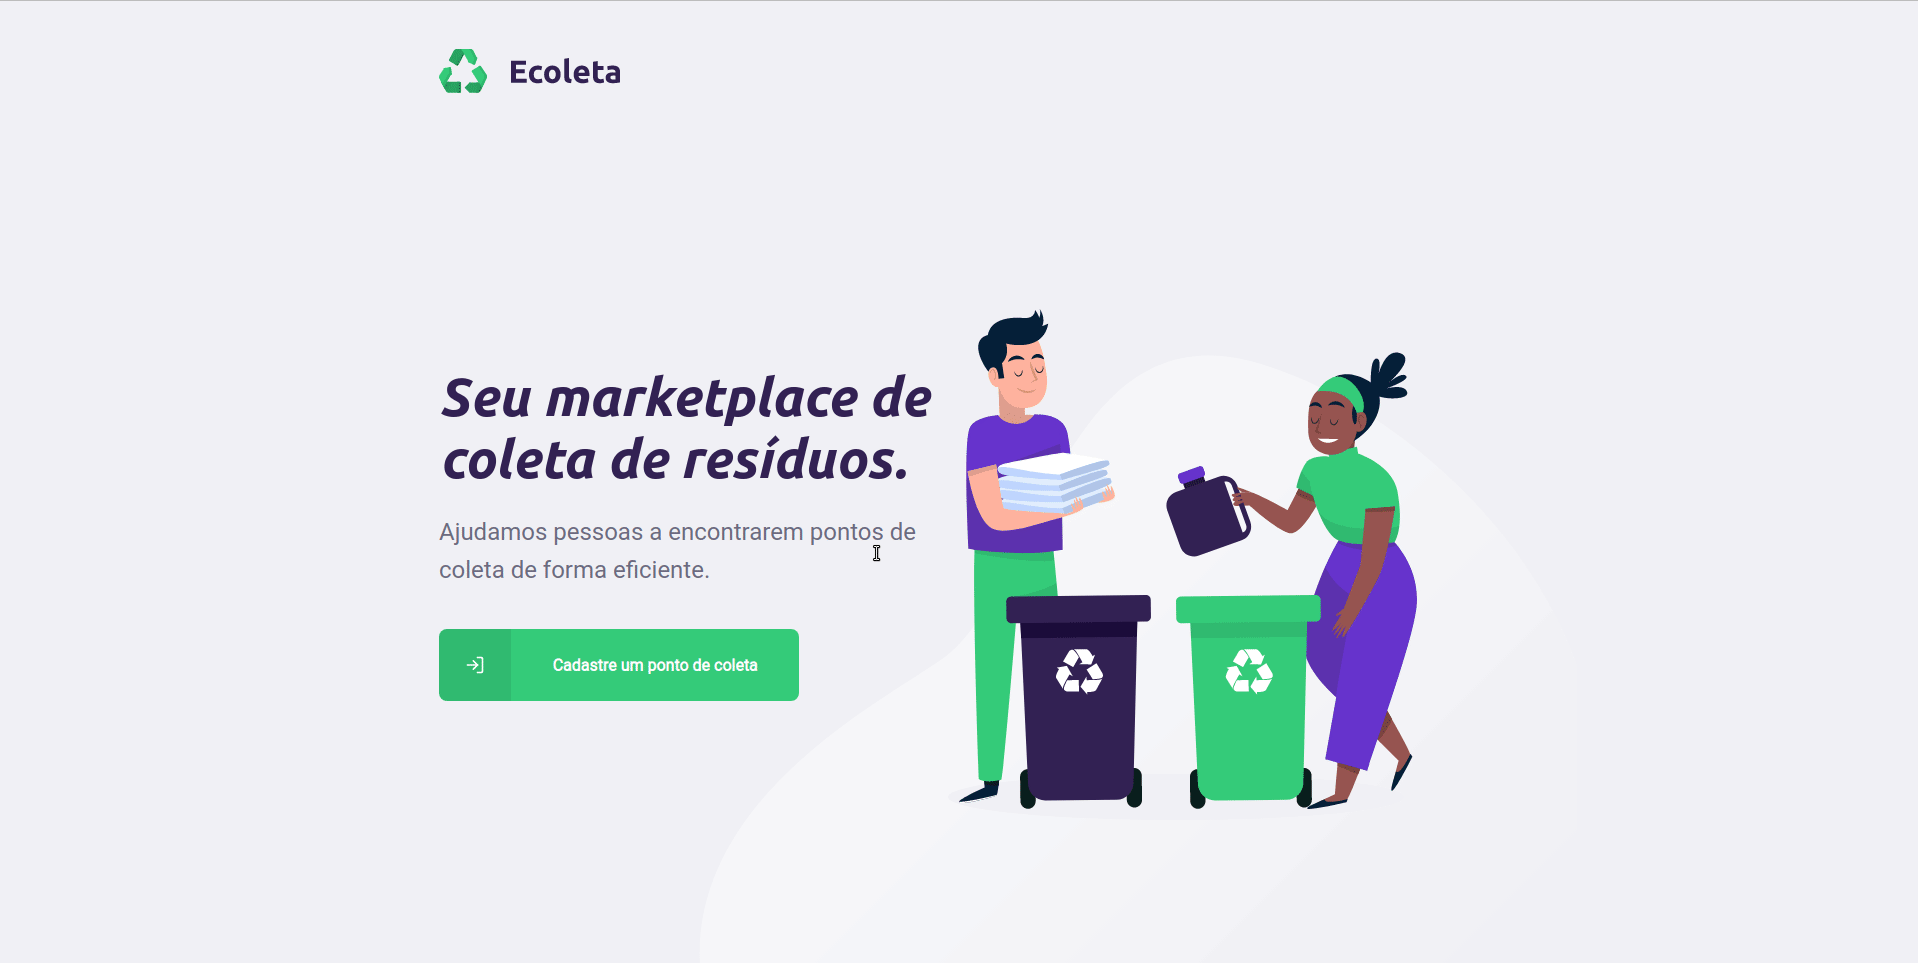 Ecoleta
Seu marketplace de
coleta de resíduos.
Ajudamos pessoas a encontrarem pontos de
coleta de forma eficiente.
Cadastre um ponto de coleta